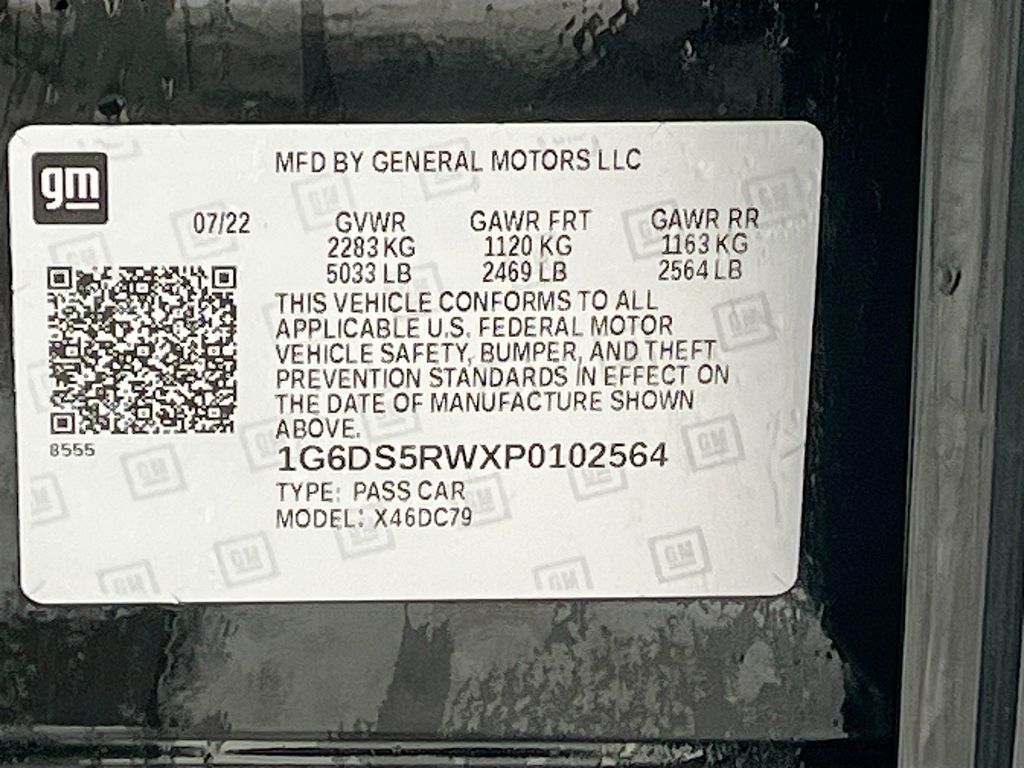 gm
MFD BY GENERAL MOTORS LLC
07/22 GVWR GAWR FRT GAWR RR
2283 KG 1120 KG 1163 KG
5033 LB 2469 LB 2564 LB
THIS VEHICLE CONFORMS TO ALL
APPLICABLE U.S. FEDERAL MOTOR
VEHICLE SAFETY, BUMPER, AND THEFT
PREVENTION STANDARDS IN EFFECT ON
THE DATE OF MANUFACTURE SHOWN
ABOVE.
8555
1G6DS5RWXP0102564
TYPE: PASS CAR
MODEL: X46DC79